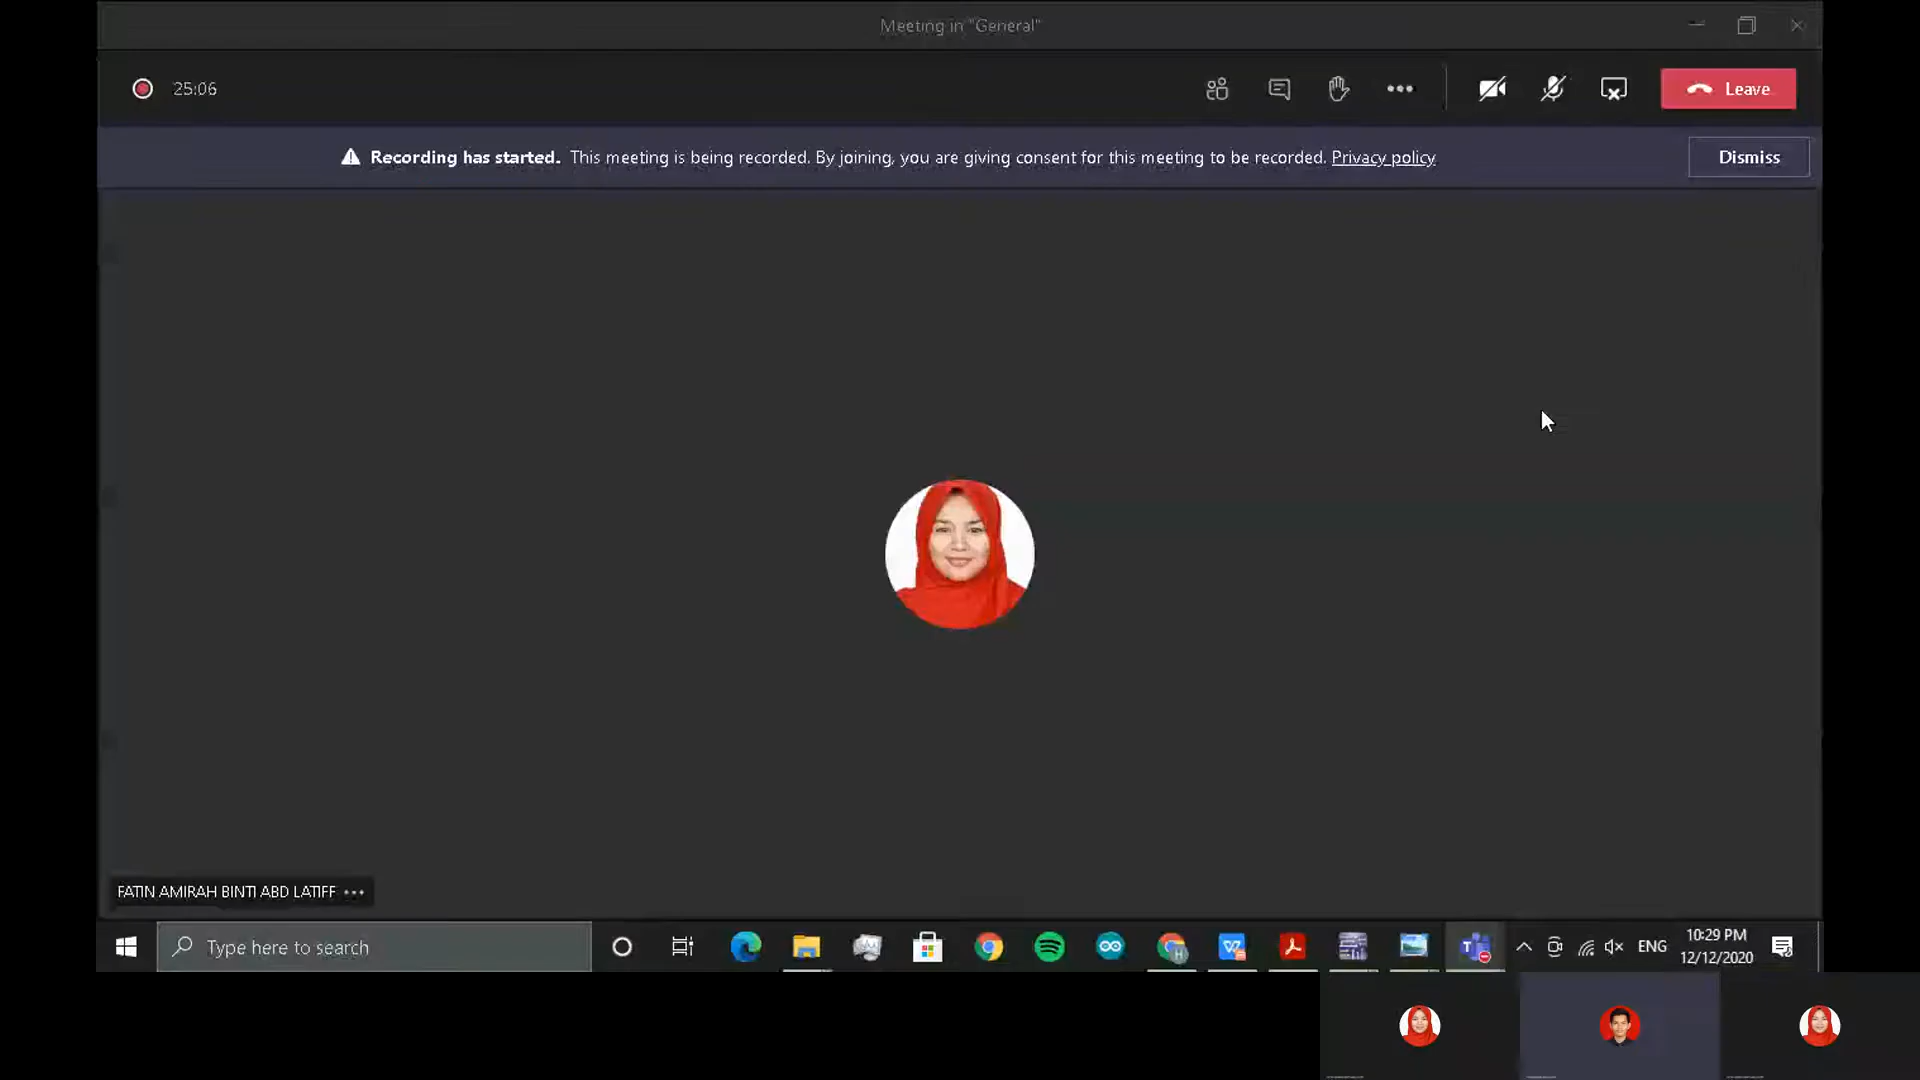 Meeting in "General"
25:06
Leave
Recording has started. This meeting is being recorded. By joining, you are giving consent for this meeting to be recorded. Privacy policy
Dismiss
FATIN AMIRAH BINTI ABD LATIFF
Type here to search
ENG
10:29 PM
12/12/2020